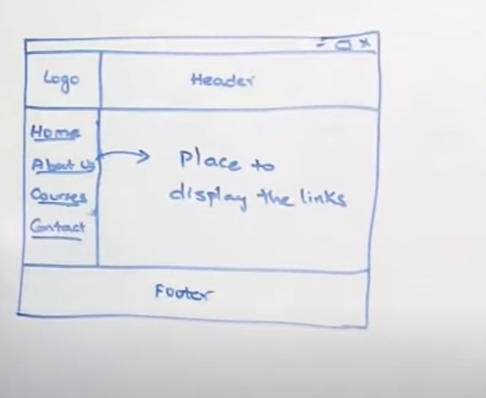 Logo
Header
Home
About Us
Courses
Contact
Place to
display the links
Footer